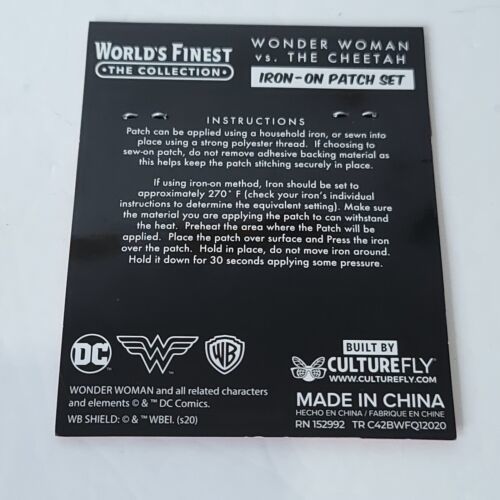 WORLD'S FINEST
• THE COLLECTION •
WONDER WOMAN
vs. THE CHEETAH
IRON-ON PATCH SET
INSTRUCTIONS
Patch can be applied using a household iron, or sewn into
place using a strong polyester thread. If choosing to
sew-on patch, do not remove adhesive backing material as
this helps keep the patch stitching securely in place.
If using iron-on method, Iron should be set to
approximately 270° F (check your iron's individual
instructions to determine the equivalent setting). Make sure
the material you are applying the patch to can withstand
the heat. Preheat the area where the Patch will be
applied. Place the patch over surface and Press the iron
over the patch. Hold in place, do not move iron around.
Hold it down for 30 seconds applying some pressure.
DC
WB
WONDER WOMAN and all related characters
and elements © & ™ DC Comics.
WB SHIELD: © & ™ WBEI. (s20)
BUILT BY
CULTUREFLY
WWW.CULTUREFLY.COM
MADE IN CHINA
HECHO EN CHINA / FABRIQUE EN CHINE
RN 152992 TR C42BWFQ12020